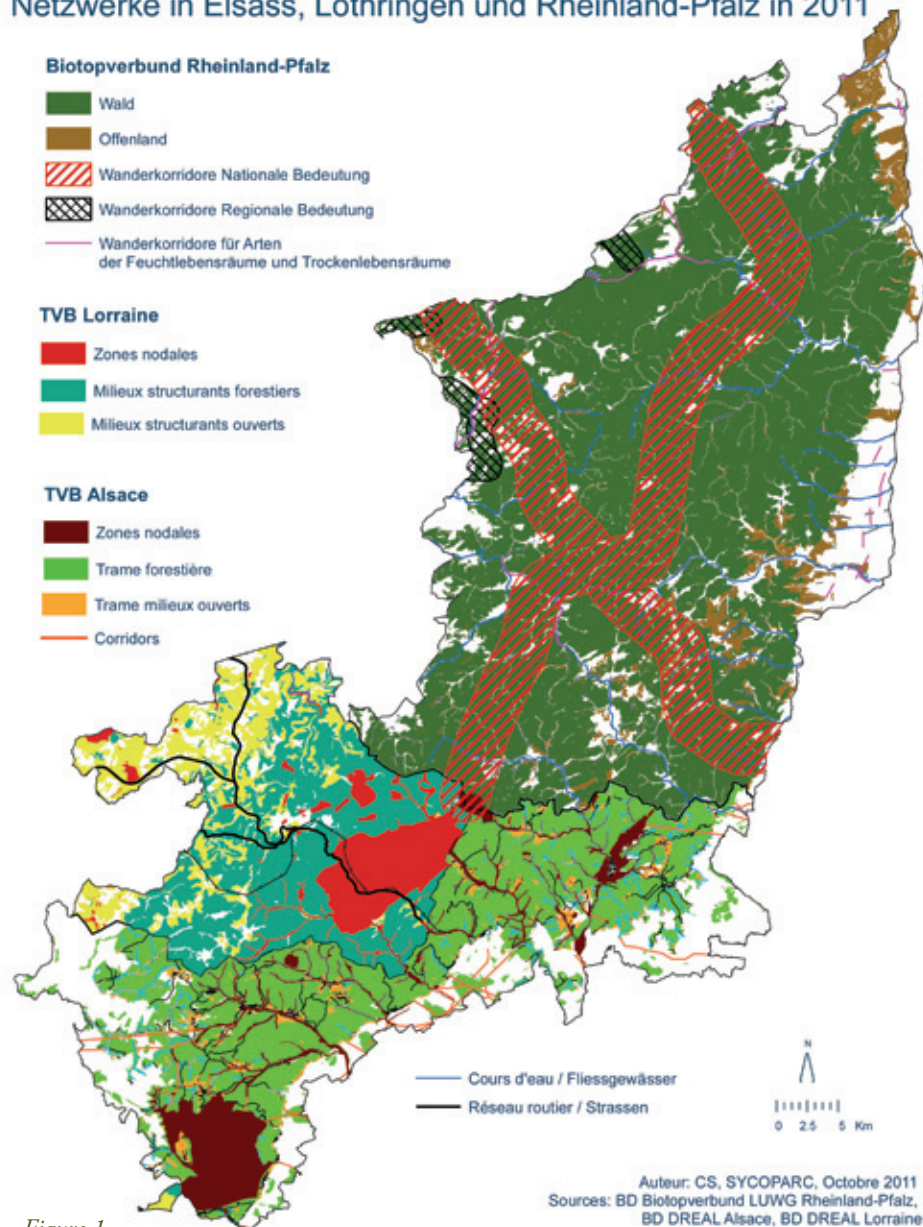 Netzwerke in Elsass, Lothringen und Rheinland-Pfalz in 2011
Biotopverbund Rheinland-Pfalz
Wald
Offenland
Wanderkorridore Nationale Bedeutung
Wanderkorridore Regionale Bedeutung
Wanderkorridore für Arten
der Feuchtlebensräume und Trockenlebensräume
TVB Lorraine
Zones nodales
Milieux structurants forestiers
Milieux structurants ouverts
TVB Alsace
Zones nodales
Trame forestière
Trame milieux ouverts
Corridors
Cours d'eau / Fliessgewässer
Réseau routier / Strassen
N
0 2.5 5 Km
Auteur: CS, SYCOPARC, Octobre 2011
Sources: BD Biotopverbund LUWG Rheinland-Pfalz,
BD DREAL Alsace, BD DREAL Lorraine
Figure 1